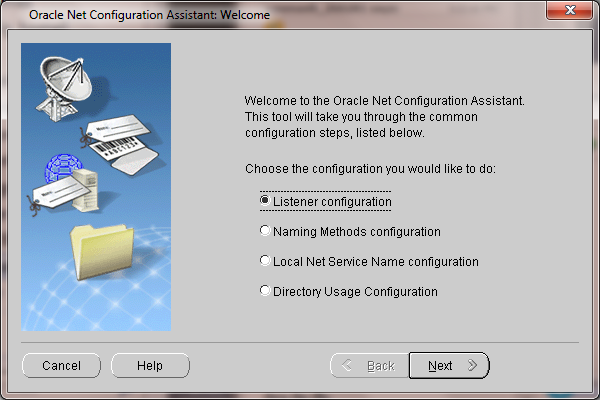 Oracle Net Configuration Assistant: Welcome
Welcome to the Oracle Net Configuration Assistant.
This tool will take you through the common
configuration steps, listed below.
Choose the configuration you would like to do:
Listener configuration
Naming Methods configuration
Local Net Service Name configuration
Directory Usage Configuration
Cancel
Help
Back
Next